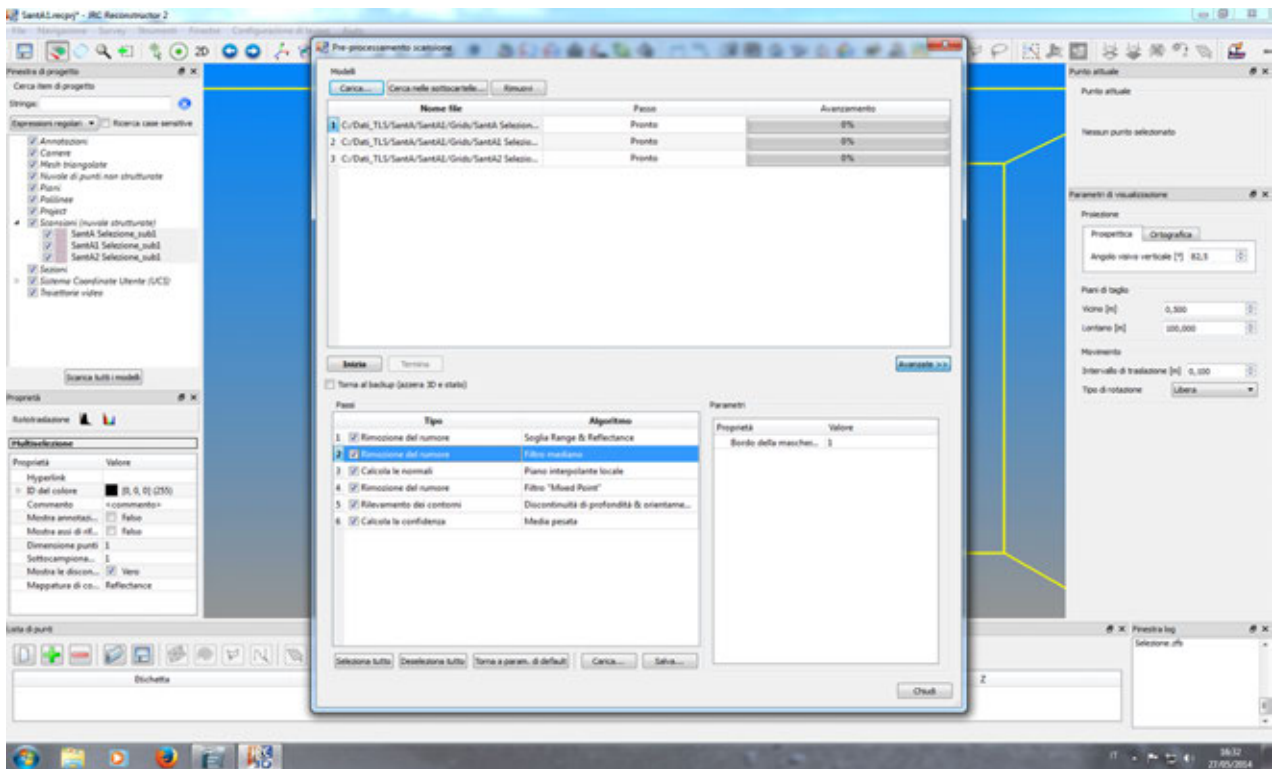 SantA1.recprj* - JRC Reconstructor 2
File Navigazione Survey Strumenti Finestre Configurazione di
2D
Finestra di progetto
Cerca item di progetto
Stringa:
Espressioni regolari Ricerca case sensitive
Annotazioni
Camere
Mesh triangolate
Nuvole di punti non strutturate
Piani
Polilinee
Project
Scansioni (nuvole strutturate)
SantA Selezione_sub1
SantA1 Selezione_sub1
SantA2 Selezione_sub1
Sezioni
Sistema Coordinate Utente (UCS)
Traiettorie video
Scarica tutti i modelli
Proprietà
Rototraslazione
Multiselezione
Proprietà Valore
Hyperlink
ID del colore [0, 0, 0] (255)
Commento <commento>
Mostra annotazi... Falso
Mostra assi di rif... Falso
Dimensione punti 1
Sottocampiona... 1
Mostra le discon... Vero
Mappatura di co... Reflectance
Pre-processamento scansione
Modelli
Carica... Cerca nelle sottocartelle... Rimuovi
Nome file Passo Avanzamento
1 C:/Dati_TLS/SantA/SantA1/Grids/SantA Selezion... Pronto 0%
2 C:/Dati_TLS/SantA/SantA1/Grids/SantA1 Selezio... Pronto 0%
3 C:/Dati_TLS/SantA/SantA1/Grids/SantA2 Selezio... Pronto 0%
Inizia Termina Avanzate >>
Torna al backup (azzera 3D e stato)
Passi
Tipo Algoritmo
1 Rimozione del rumore Soglia Range & Reflectance
2 Rimozione del rumore Filtro mediano
3 Calcola le normali Piano interpolante locale
4 Rimozione del rumore Filtro "Mixed Point"
5 Rilevamento dei contorni Discontinuità di profondità & orientame...
6 Calcola la confidenza Media pesata
Seleziona tutto Deseleziona tutto Torna a param. di default Carica... Salva...
Parametri
Proprietà Valore
Bordo della mascher... 1
Chiudi
Punto attuale
Punto attuale
Nessun punto selezionato
Parametri di visualizzazione
Proiezione
Prospettica Ortografica
Angolo visivo verticale [°] 82,5
Piani di taglio
Vicino [m] 0,500
Lontano [m] 100,000
Movimento
Intervallo di traslazione [m] 0,100
Tipo di rotazione Libera
Lista di punti
Etichetta Z
Finestra log
Selezione.zfs
IT 16:32
27/05/2014